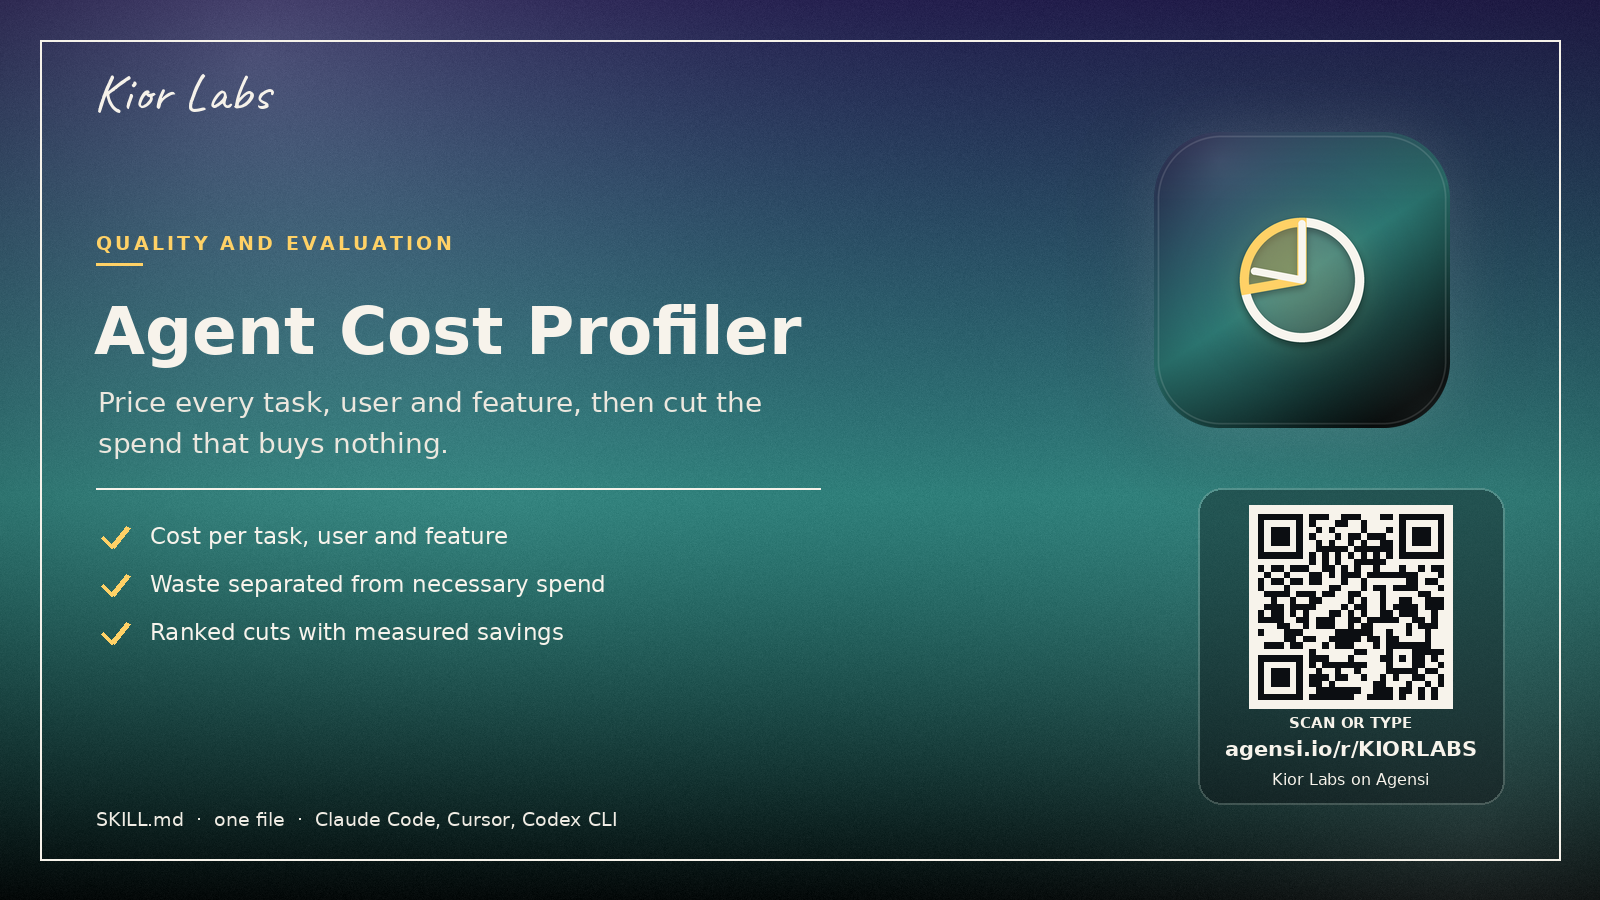 Kior Labs
QUALITY AND EVALUATION
Agent Cost Profiler
Price every task, user and feature, then cut the
spend that buys nothing.
Cost per task, user and feature
Waste separated from necessary spend
Ranked cuts with measured savings
SCAN OR TYPE
agensi.io/r/KIORLABS
Kior Labs on Agensi
SKILL.md · one file · Claude Code, Cursor, Codex CLI